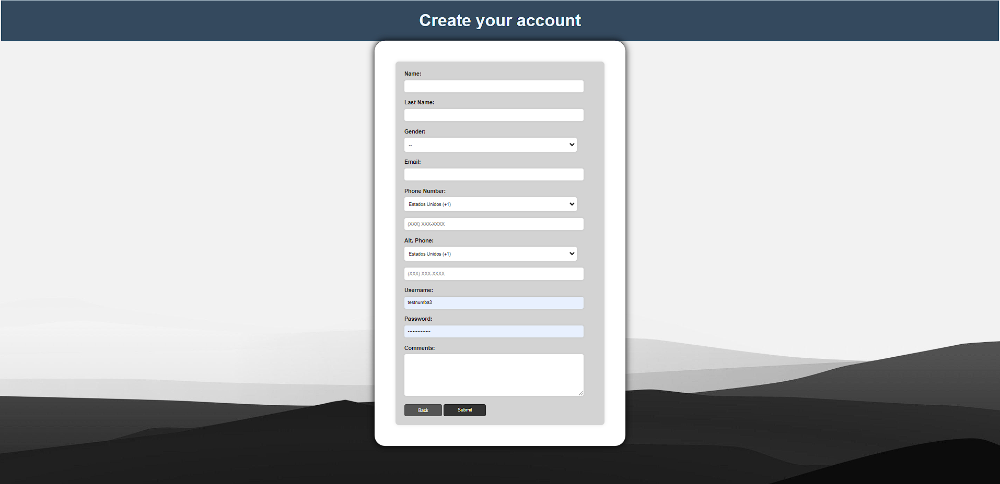 Create your account
Name:
Last Name:
Gender:
--
Email:
Phone Number:
Estados Unidos (+1)
(XXX) XXX-XXXX
Alt. Phone:
Estados Unidos (+1)
(XXX) XXX-XXXX
Username:
testnumba3
Password:
••••••••••••••
Comments:
Back Submit